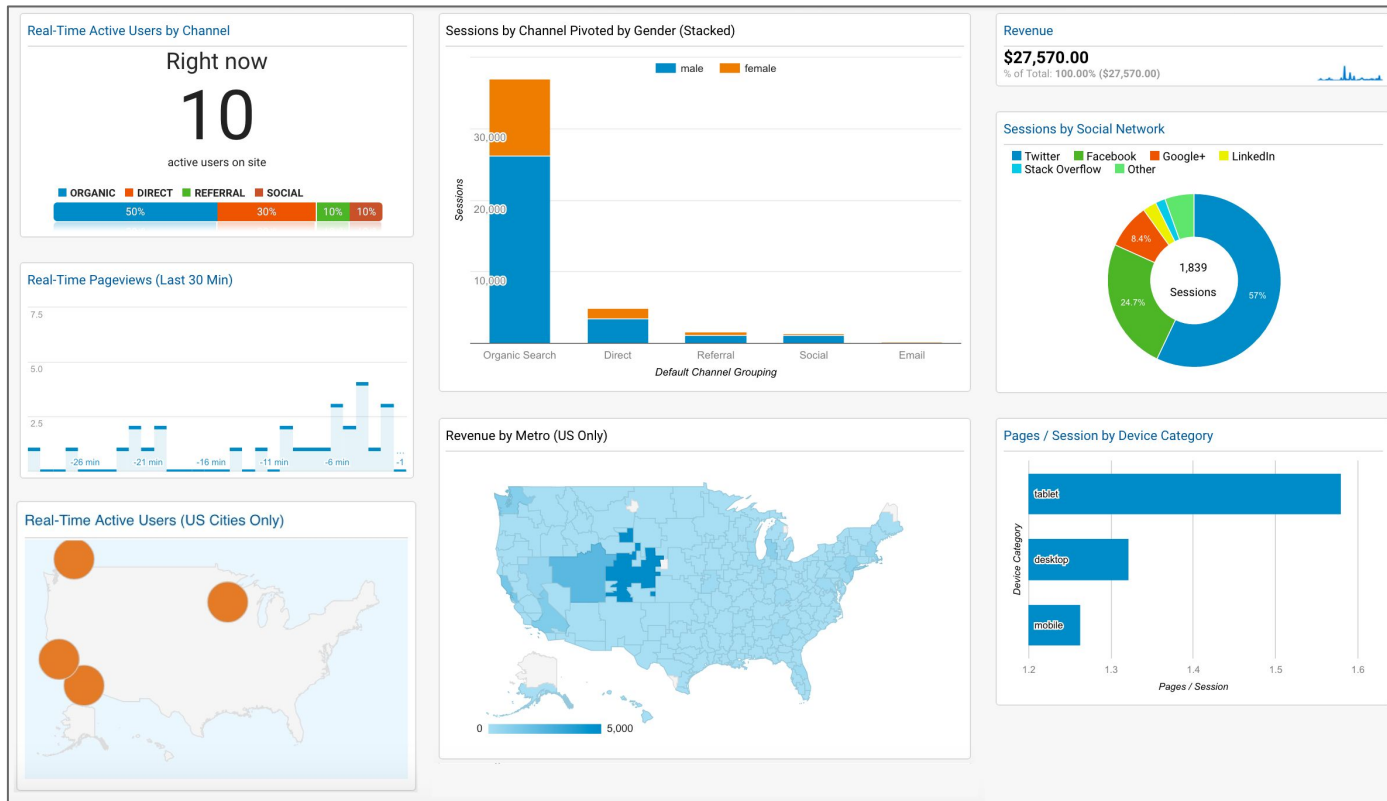 Real-Time Active Users by Channel
Right now
10
active users on site
ORGANIC DIRECT REFERRAL SOCIAL
50% 30% 10% 10%
Real-Time Pageviews (Last 30 Min)
7.5
5.0
2.5
...
-26 min -21 min -16 min -11 min -6 min -1
Real-Time Active Users (US Cities Only)
Sessions by Channel Pivoted by Gender (Stacked)
male female
30,000
20,000
10,000
Sessions
Organic Search Direct Referral Social Email
Default Channel Grouping
Revenue by Metro (US Only)
0 5,000
Revenue
$27,570.00
% of Total: 100.00% ($27,570.00)
Sessions by Social Network
Twitter Facebook Google+ LinkedIn
Stack Overflow Other
8.4%
1,839
Sessions
57%
24.7%
Pages / Session by Device Category
tablet
desktop
mobile
Device Category
1.2 1.3 1.4 1.5 1.6
Pages / Session